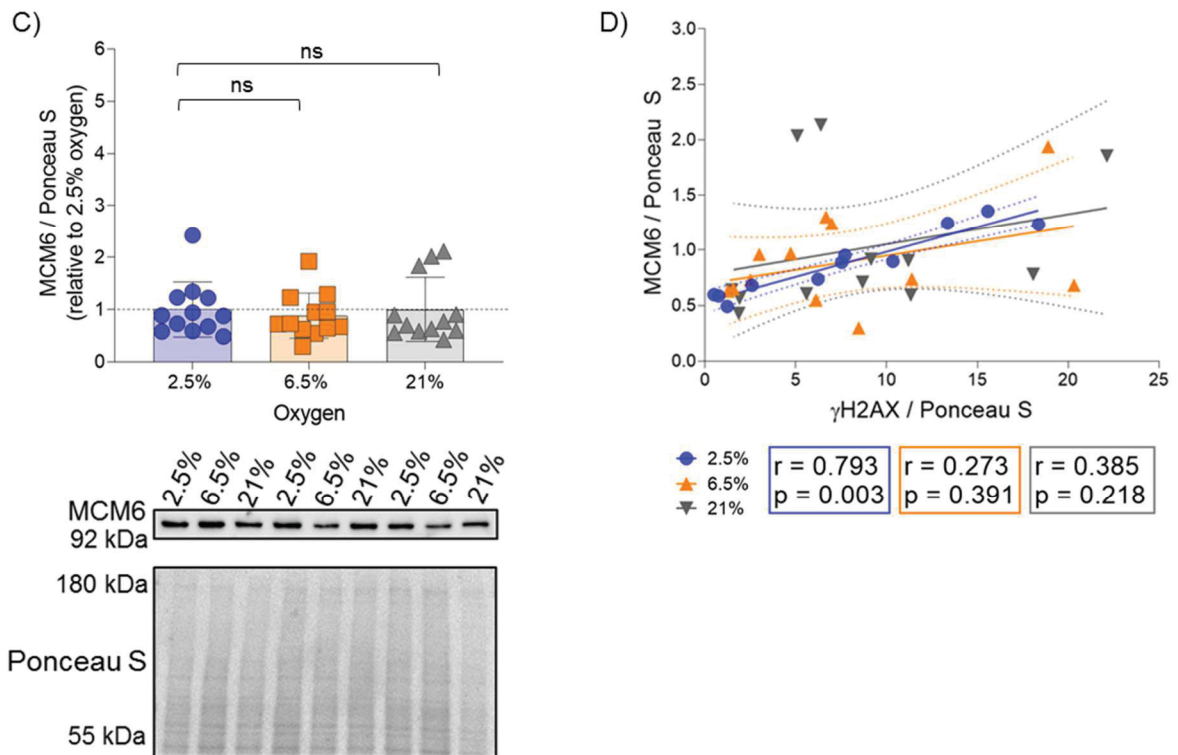 C)
MCM6 / Ponceau S
(relative to 2.5% oxygen)
6
5
4
3
2
1
0
ns
ns
2.5%
6.5%
21%
Oxygen
2.5%
6.5%
21%
2.5%
6.5%
21%
2.5%
6.5%
21%
MCM6
92 kDa
180 kDa
Ponceau S
55 kDa
D)
MCM6 / Ponceau S
3.0
2.5
2.0
1.5
1.0
0.5
0.0
0
5
10
15
20
25
γH2AX / Ponceau S
2.5%
6.5%
21%
r = 0.793
p = 0.003
r = 0.273
p = 0.391
r = 0.385
p = 0.218